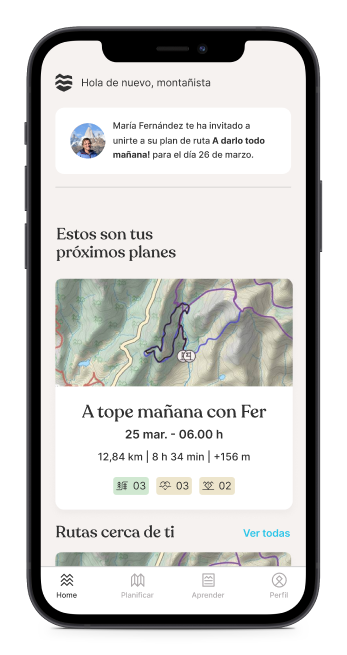 Hola de nuevo, montañista
María Fernández te ha invitado a
unirte a su plan de ruta A darlo todo
mañana! para el día 26 de marzo.
Estos son tus
próximos planes
A tope mañana con Fer
25 mar. - 06.00 h
12,84 km | 8 h 34 min | +156 m
03 03 02
Rutas cerca de ti Ver todas
Home Planificar Aprender Perfil